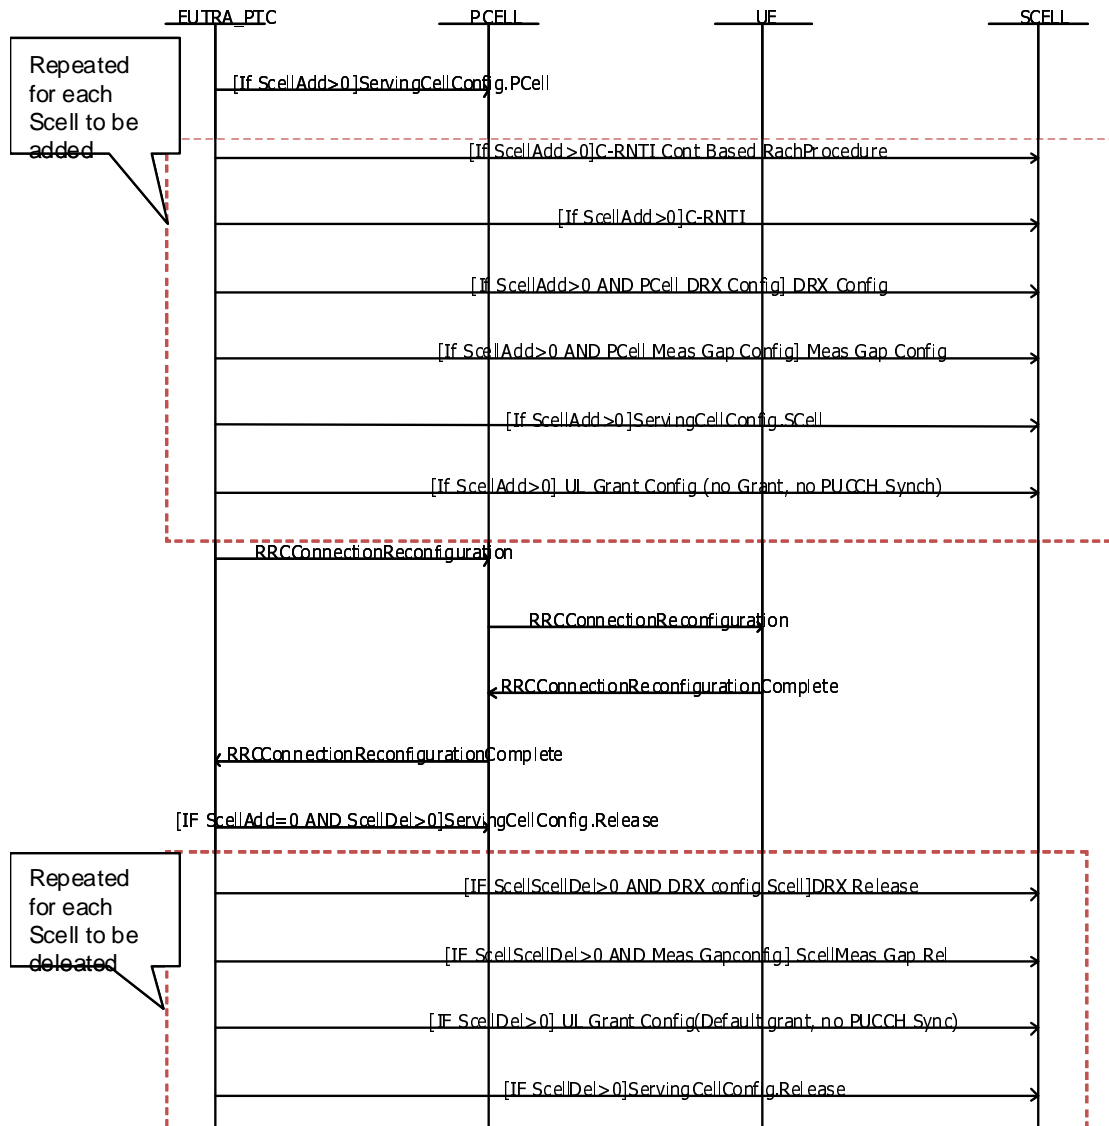 EUTRA_PTC PCELL UE SCELL
Repeated
for each
Scell to be
added
[If ScellAdd>0]ServingCellConfig.PCell
[If ScellAdd>0]C-RNTI Cont Based RachProcedure
[If ScellAdd>0]C-RNTI
[If ScellAdd>0 AND PCell DRX Config] DRX Config
[If ScellAdd>0 AND PCell Meas Gap Config] Meas Gap Config
[If ScellAdd>0]ServingCellConfig.SCell
[If ScellAdd>0] UL Grant Config (no Grant, no PUCCH Synch)
RRCConnectionReconfiguration
RRCConnectionReconfiguration
RRCConnectionReconfigurationComplete
RRCConnectionReconfigurationComplete
[IF ScellAdd=0 AND ScellDel>0]ServingCellConfig.Release
Repeated
for each
Scell to be
deleated
[IF ScellScellDel>0 AND DRX config Scell]DRX Release
[IF ScellScellDel>0 AND Meas Gapconfig] ScellMeas Gap Rel
[IF ScellDel>0] UL Grant Config(Default grant, no PUCCH Sync)
[IF ScellDel>0]ServingCellConfig.Release